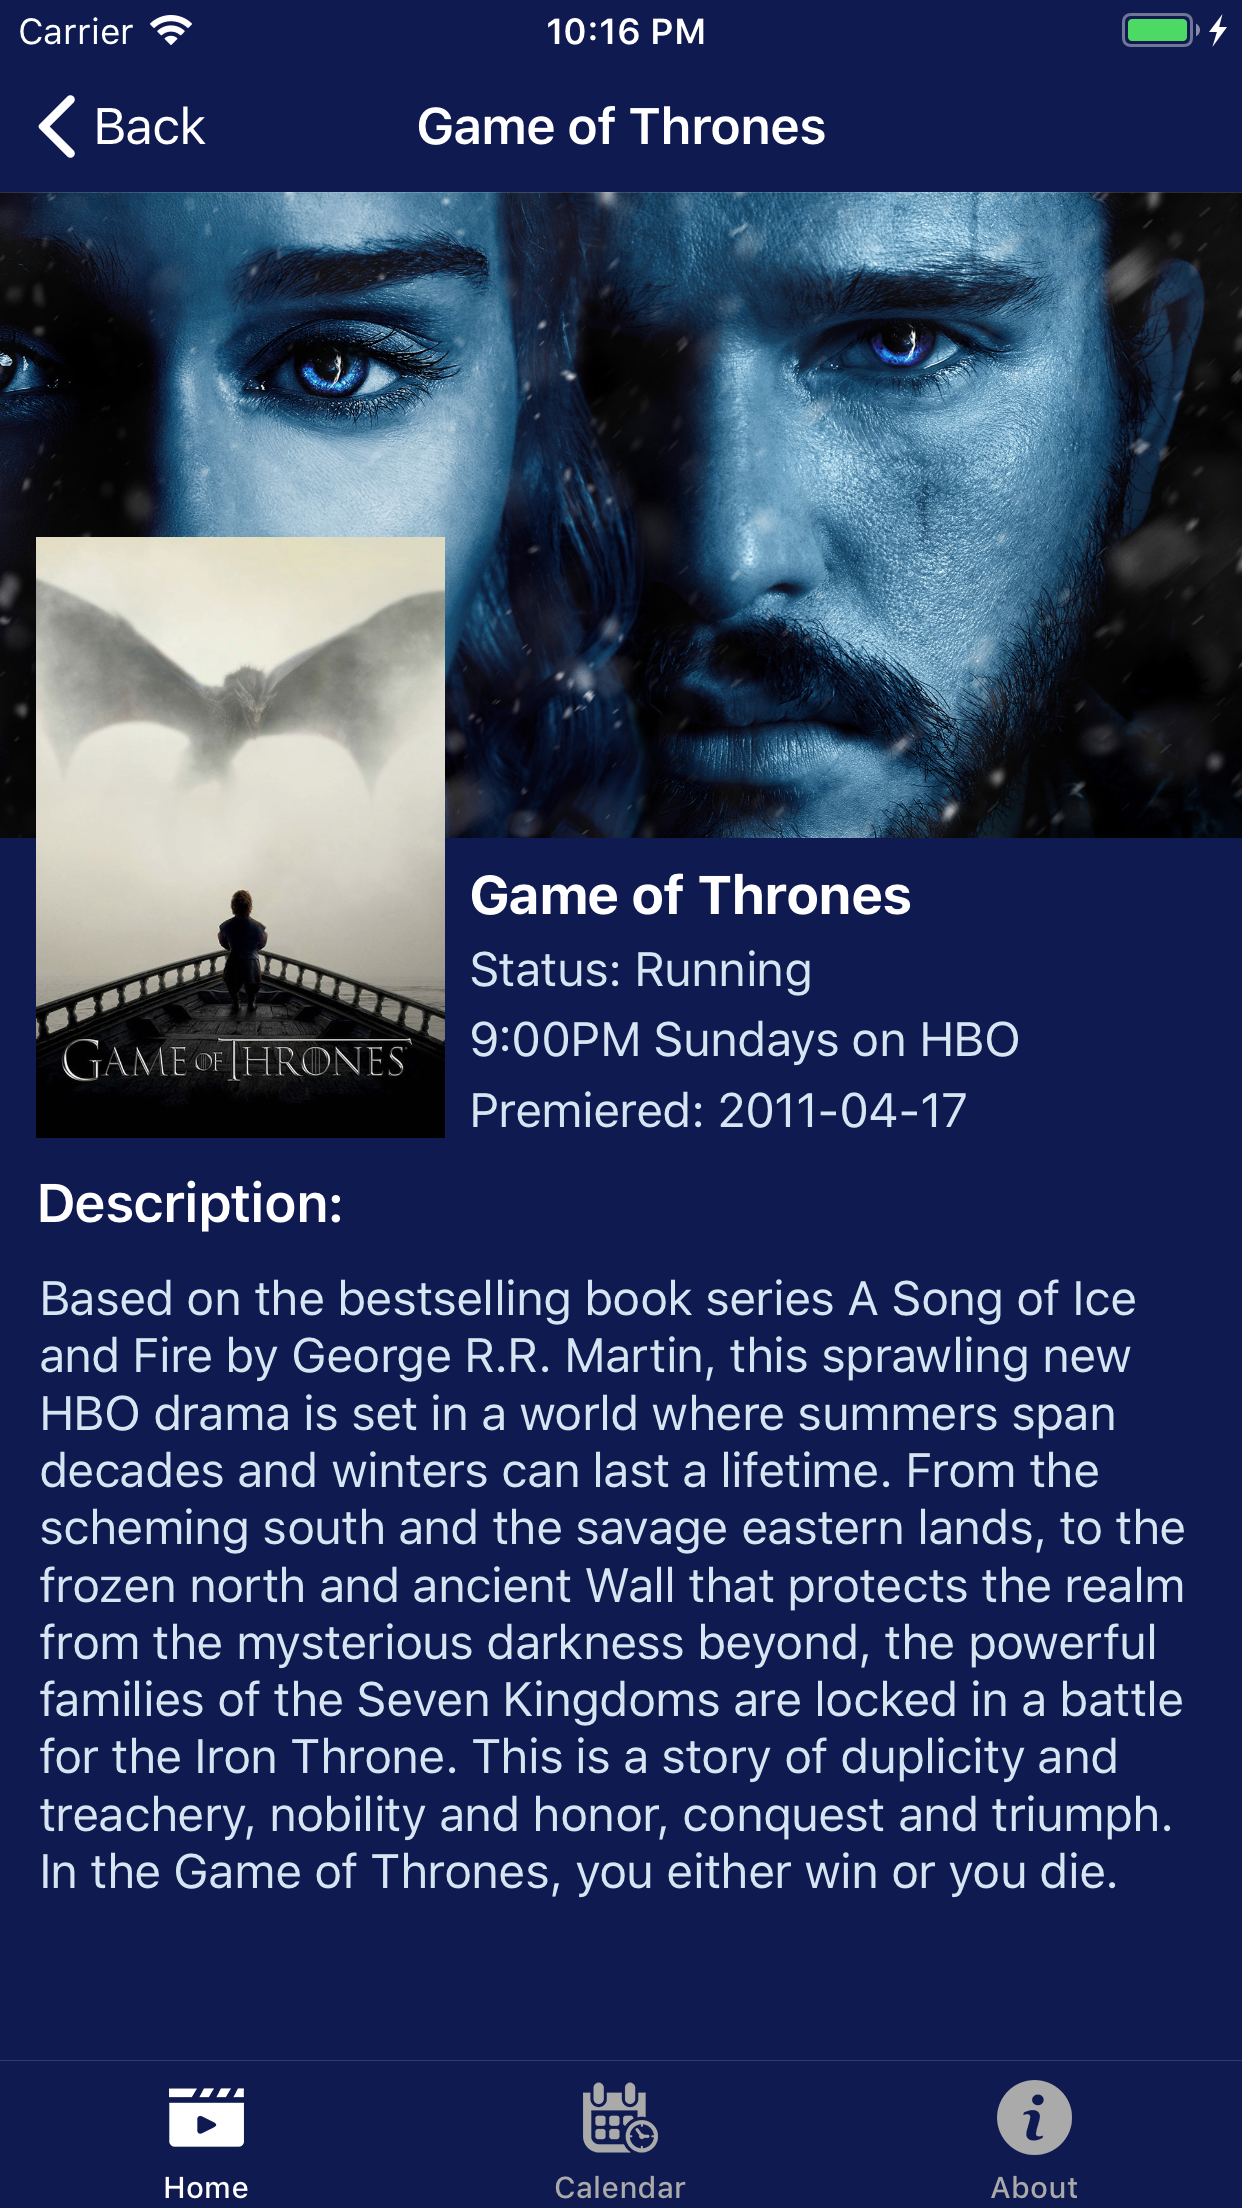 Carrier 10:16 PM
Back Game of Thrones
GAME OF THRONES
Game of Thrones
Status: Running
9:00PM Sundays on HBO
Premiered: 2011-04-17
Description:
Based on the bestselling book series A Song of Ice
and Fire by George R.R. Martin, this sprawling new
HBO drama is set in a world where summers span
decades and winters can last a lifetime. From the
scheming south and the savage eastern lands, to the
frozen north and ancient Wall that protects the realm
from the mysterious darkness beyond, the powerful
families of the Seven Kingdoms are locked in a battle
for the Iron Throne. This is a story of duplicity and
treachery, nobility and honor, conquest and triumph.
In the Game of Thrones, you either win or you die.
Home Calendar About